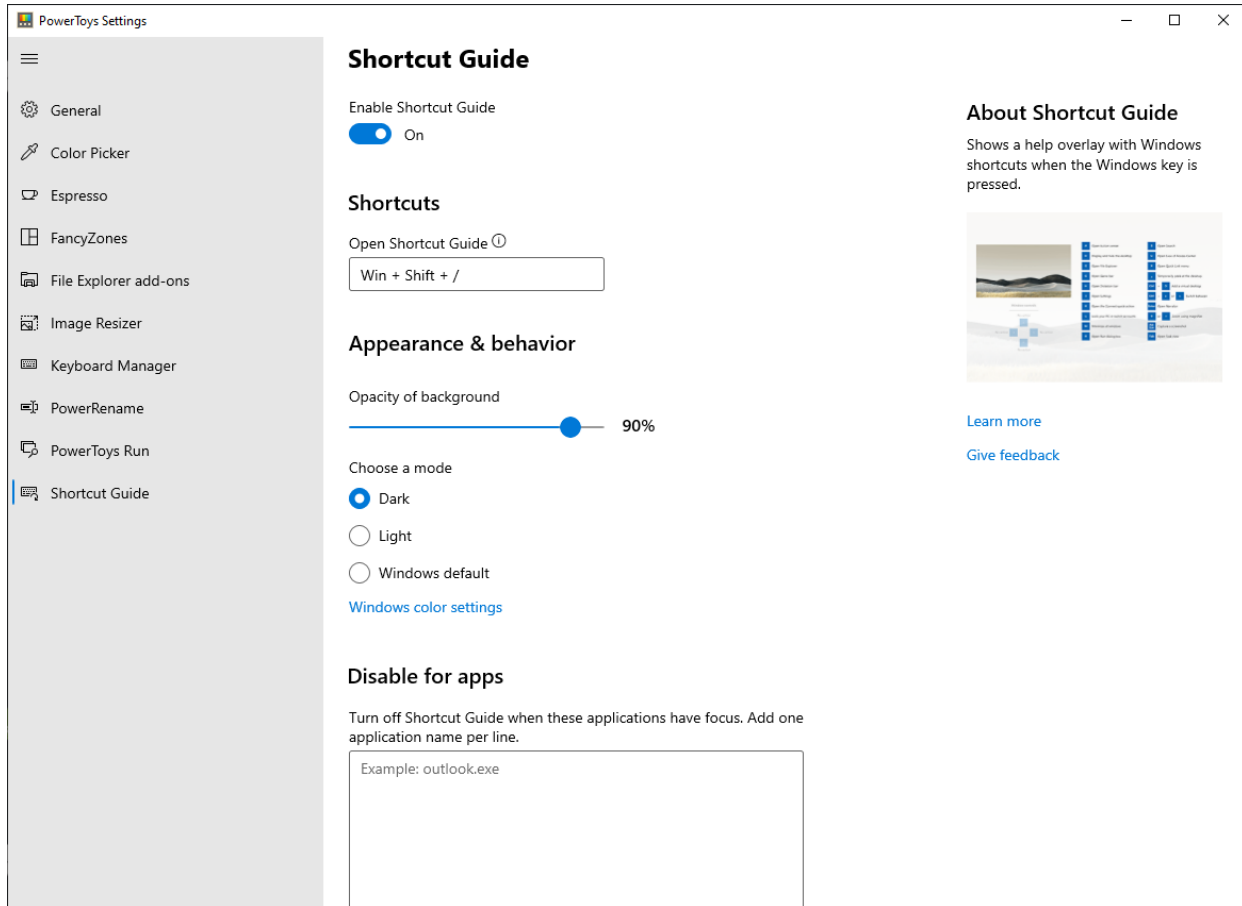 PowerToys Settings
General
Color Picker
Espresso
FancyZones
File Explorer add-ons
Image Resizer
Keyboard Manager
PowerRename
PowerToys Run
Shortcut Guide
Shortcut Guide
Enable Shortcut Guide
On
Shortcuts
Open Shortcut Guide
Win + Shift + /
Appearance & behavior
Opacity of background
90%
Choose a mode
Dark
Light
Windows default
Windows color settings
Disable for apps
Turn off Shortcut Guide when these applications have focus. Add one
application name per line.
Example: outlook.exe
About Shortcut Guide
Shows a help overlay with Windows
shortcuts when the Windows key is
pressed.
Learn more
Give feedback